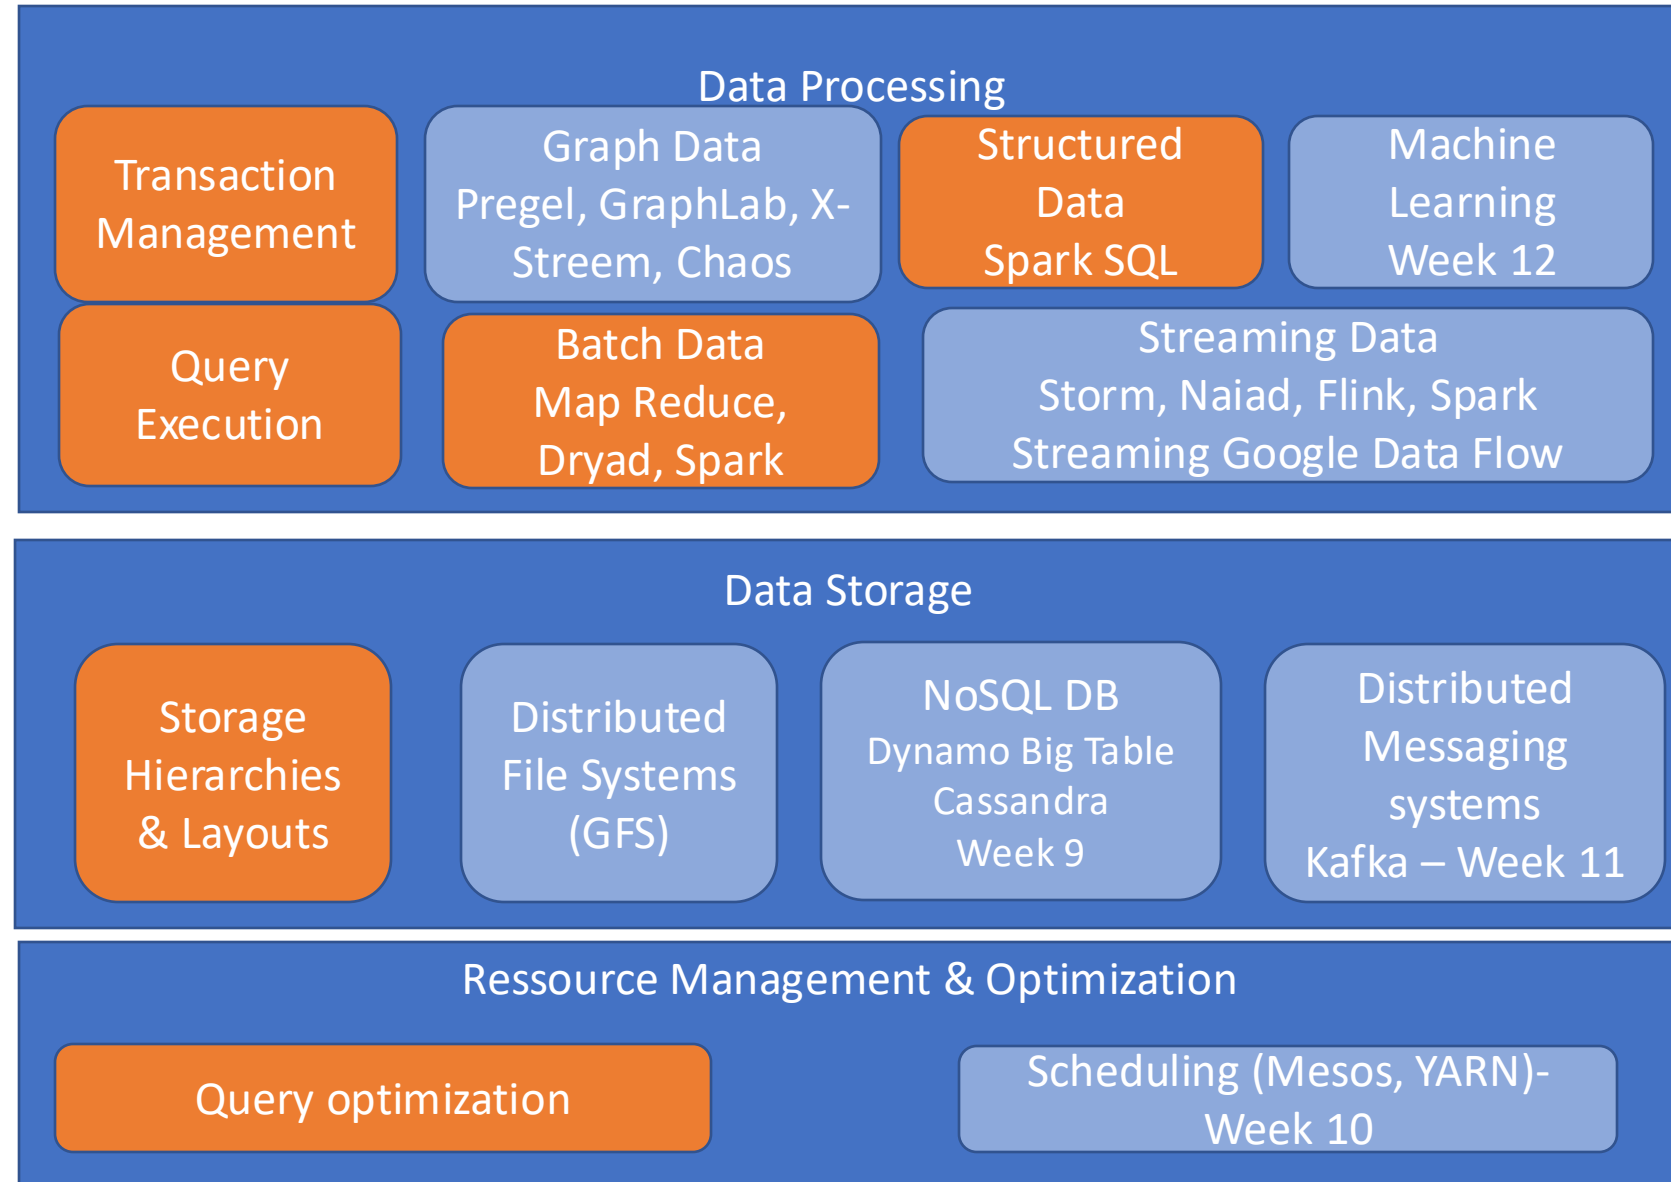 Data Processing
Transaction
Management
Graph Data
Pregel, GraphLab, X-
Streem, Chaos
Structured
Data
Spark SQL
Machine
Learning
Week 12
Query
Execution
Batch Data
Map Reduce,
Dryad, Spark
Streaming Data
Storm, Naiad, Flink, Spark
Streaming Google Data Flow
Data Storage
Storage
Hierarchies
& Layouts
Distributed
File Systems
(GFS)
NoSQL DB
Dynamo Big Table
Cassandra
Week 9
Distributed
Messaging
systems
Kafka – Week 11
Ressource Management & Optimization
Query optimization
Scheduling (Mesos, YARN)-
Week 10